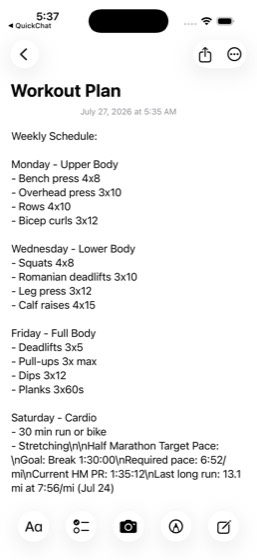 5:37
◀ QuickChat
Workout Plan
July 27, 2026 at 5:35 AM
Weekly Schedule:
Monday - Upper Body
- Bench press 4x8
- Overhead press 3x10
- Rows 4x10
- Bicep curls 3x12
Wednesday - Lower Body
- Squats 4x8
- Romanian deadlifts 3x10
- Leg press 3x12
- Calf raises 4x15
Friday - Full Body
- Deadlifts 3x5
- Pull-ups 3x max
- Dips 3x12
- Planks 3x60s
Saturday - Cardio
- 30 min run or bike
- Stretching\n\nHalf Marathon Target Pace:
\nGoal: Break 1:30:00\nRequired pace: 6:52/
mi\nCurrent HM PR: 1:35:12\nLast long run: 13.1
mi at 7:56/mi (Jul 24)
Aa